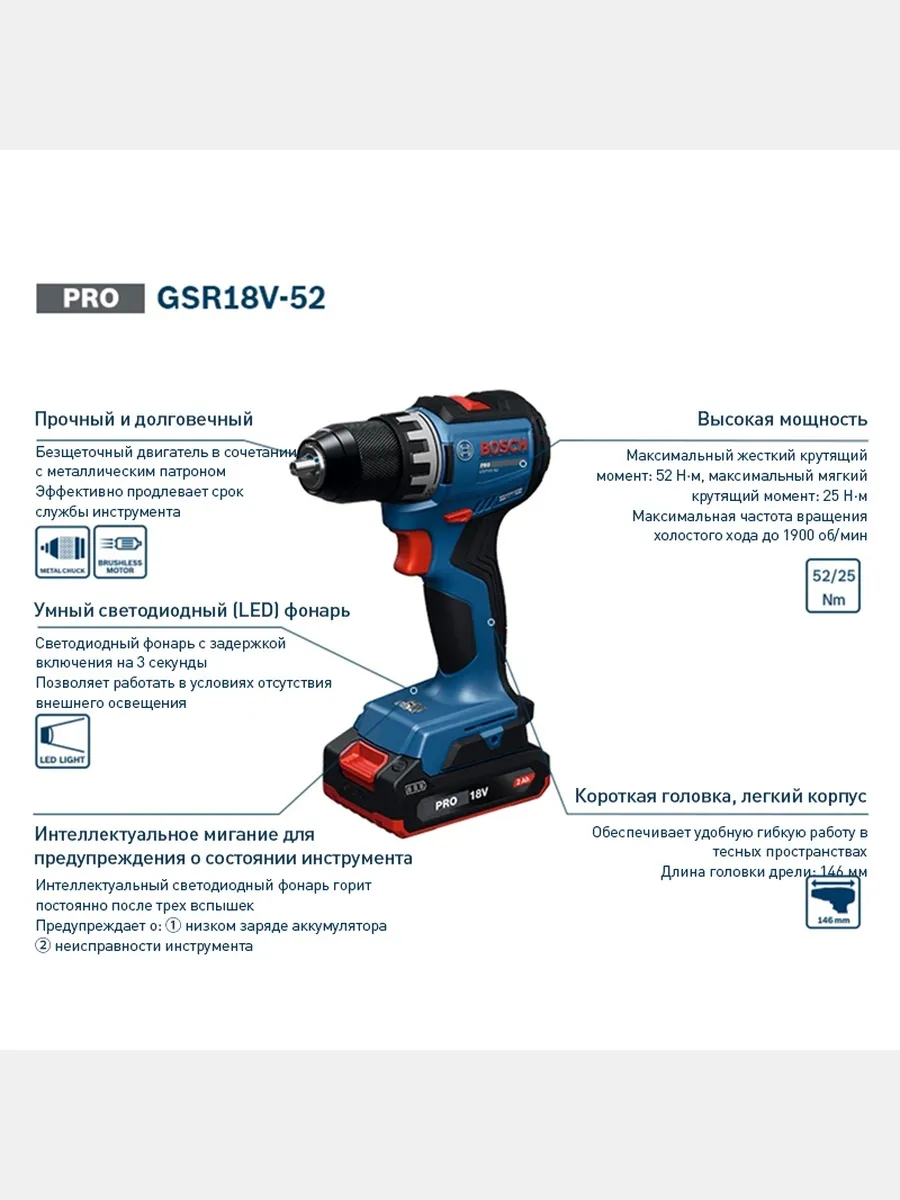 PRO GSR18V-52
Прочный и долговечный
Безщеточный двигатель в сочетании
с металлическим патроном
Эффективно продлевает срок
службы инструмента
METAL CHUCK
BRUSHLESS
MOTOR
Умный светодиодный (LED) фонарь
Светодиодный фонарь с задержкой
включения на 3 секунды
Позволяет работать в условиях отсутствия
внешнего освещения
LED LIGHT
Интеллектуальное мигание для
предупреждения о состоянии инструмента
Интеллектуальный светодиодный фонарь горит
постоянно после трех вспышек
Предупреждает о: ① низком заряде аккумулятора
② неисправности инструмента
BOSCH
PRO
PRO 18V
2 Ah
Высокая мощность
Максимальный жесткий крутящий
момент: 52 Н·м, максимальный мягкий
крутящий момент: 25 Н·м
Максимальная частота вращения
холостого хода до 1900 об/мин
52/25
Nm
Короткая головка, легкий корпус
Обеспечивает удобную гибкую работу в
тесных пространствах
Длина головки дрели: 146 мм
146 mm